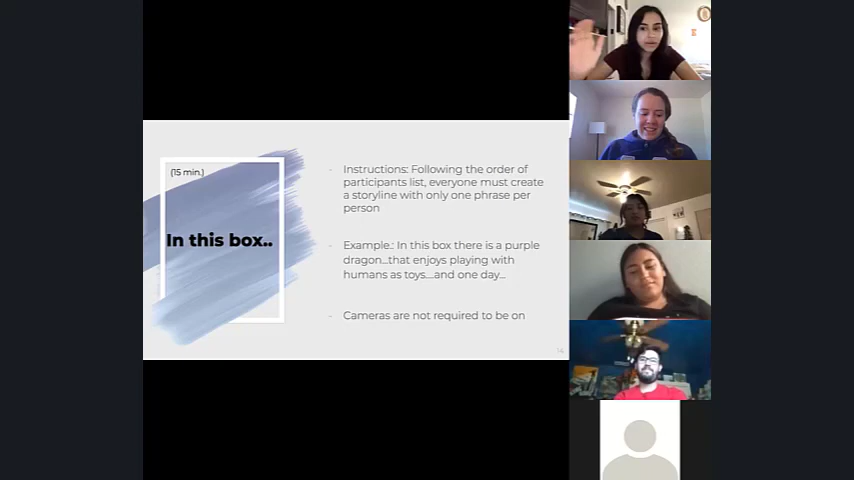 (15 min.)
In this box..
- Instructions: Following the order of
participants list, everyone must create
a storyline with only one phrase per
person
- Example.: In this box there is a purple
dragon...that enjoys playing with
humans as toys....and one day...
- Cameras are not required to be on
14